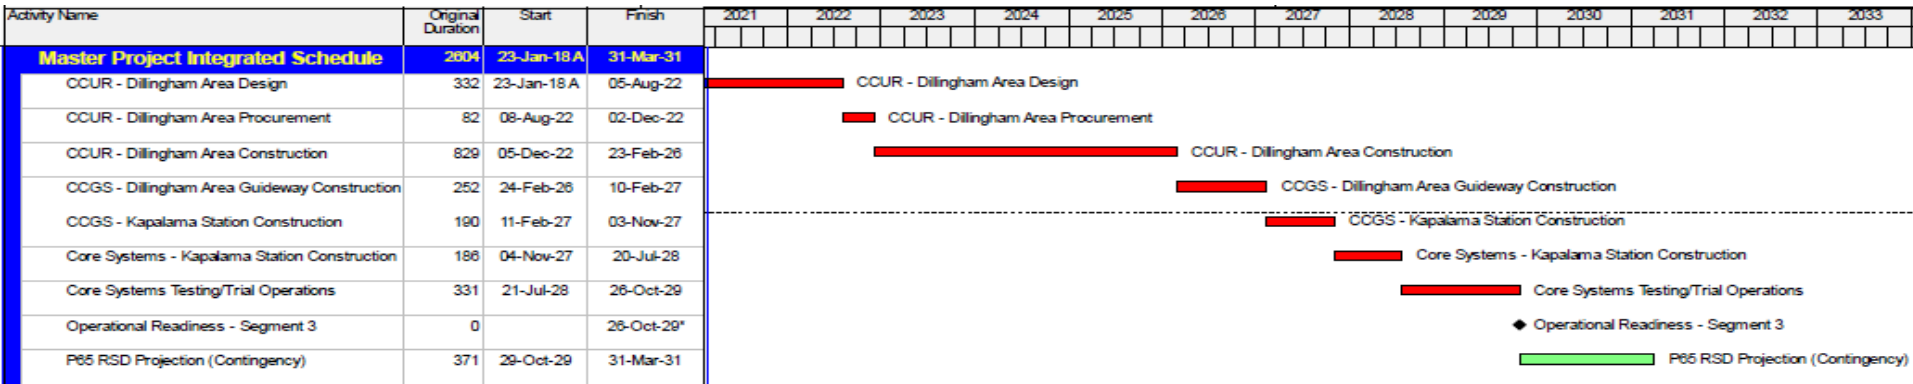 Activity Name Original Duration Start Finish 2021 2022 2023 2024 2025 2026 2027 2028 2029 2030 2031 2032 2033
Master Project Integrated Schedule 2604 23-Jan-18 A 31-Mar-31
CCUR - Dillingham Area Design 332 23-Jan-18 A 05-Aug-22 CCUR - Dillingham Area Design
CCUR - Dillingham Area Procurement 82 08-Aug-22 02-Dec-22 CCUR - Dillingham Area Procurement
CCUR - Dillingham Area Construction 829 05-Dec-22 23-Feb-26 CCUR - Dillingham Area Construction
CCGS - Dillingham Area Guideway Construction 252 24-Feb-26 10-Feb-27 CCGS - Dillingham Area Guideway Construction
CCGS - Kapalama Station Construction 190 11-Feb-27 03-Nov-27 CCGS - Kapalama Station Construction
Core Systems - Kapalama Station Construction 186 04-Nov-27 20-Jul-28 Core Systems - Kapalama Station Construction
Core Systems Testing/Trial Operations 331 21-Jul-28 26-Oct-29 Core Systems Testing/Trial Operations
Operational Readiness - Segment 3 0 26-Oct-29* Operational Readiness - Segment 3
P65 RSD Projection (Contingency) 371 29-Oct-29 31-Mar-31 P65 RSD Projection (Contingency)